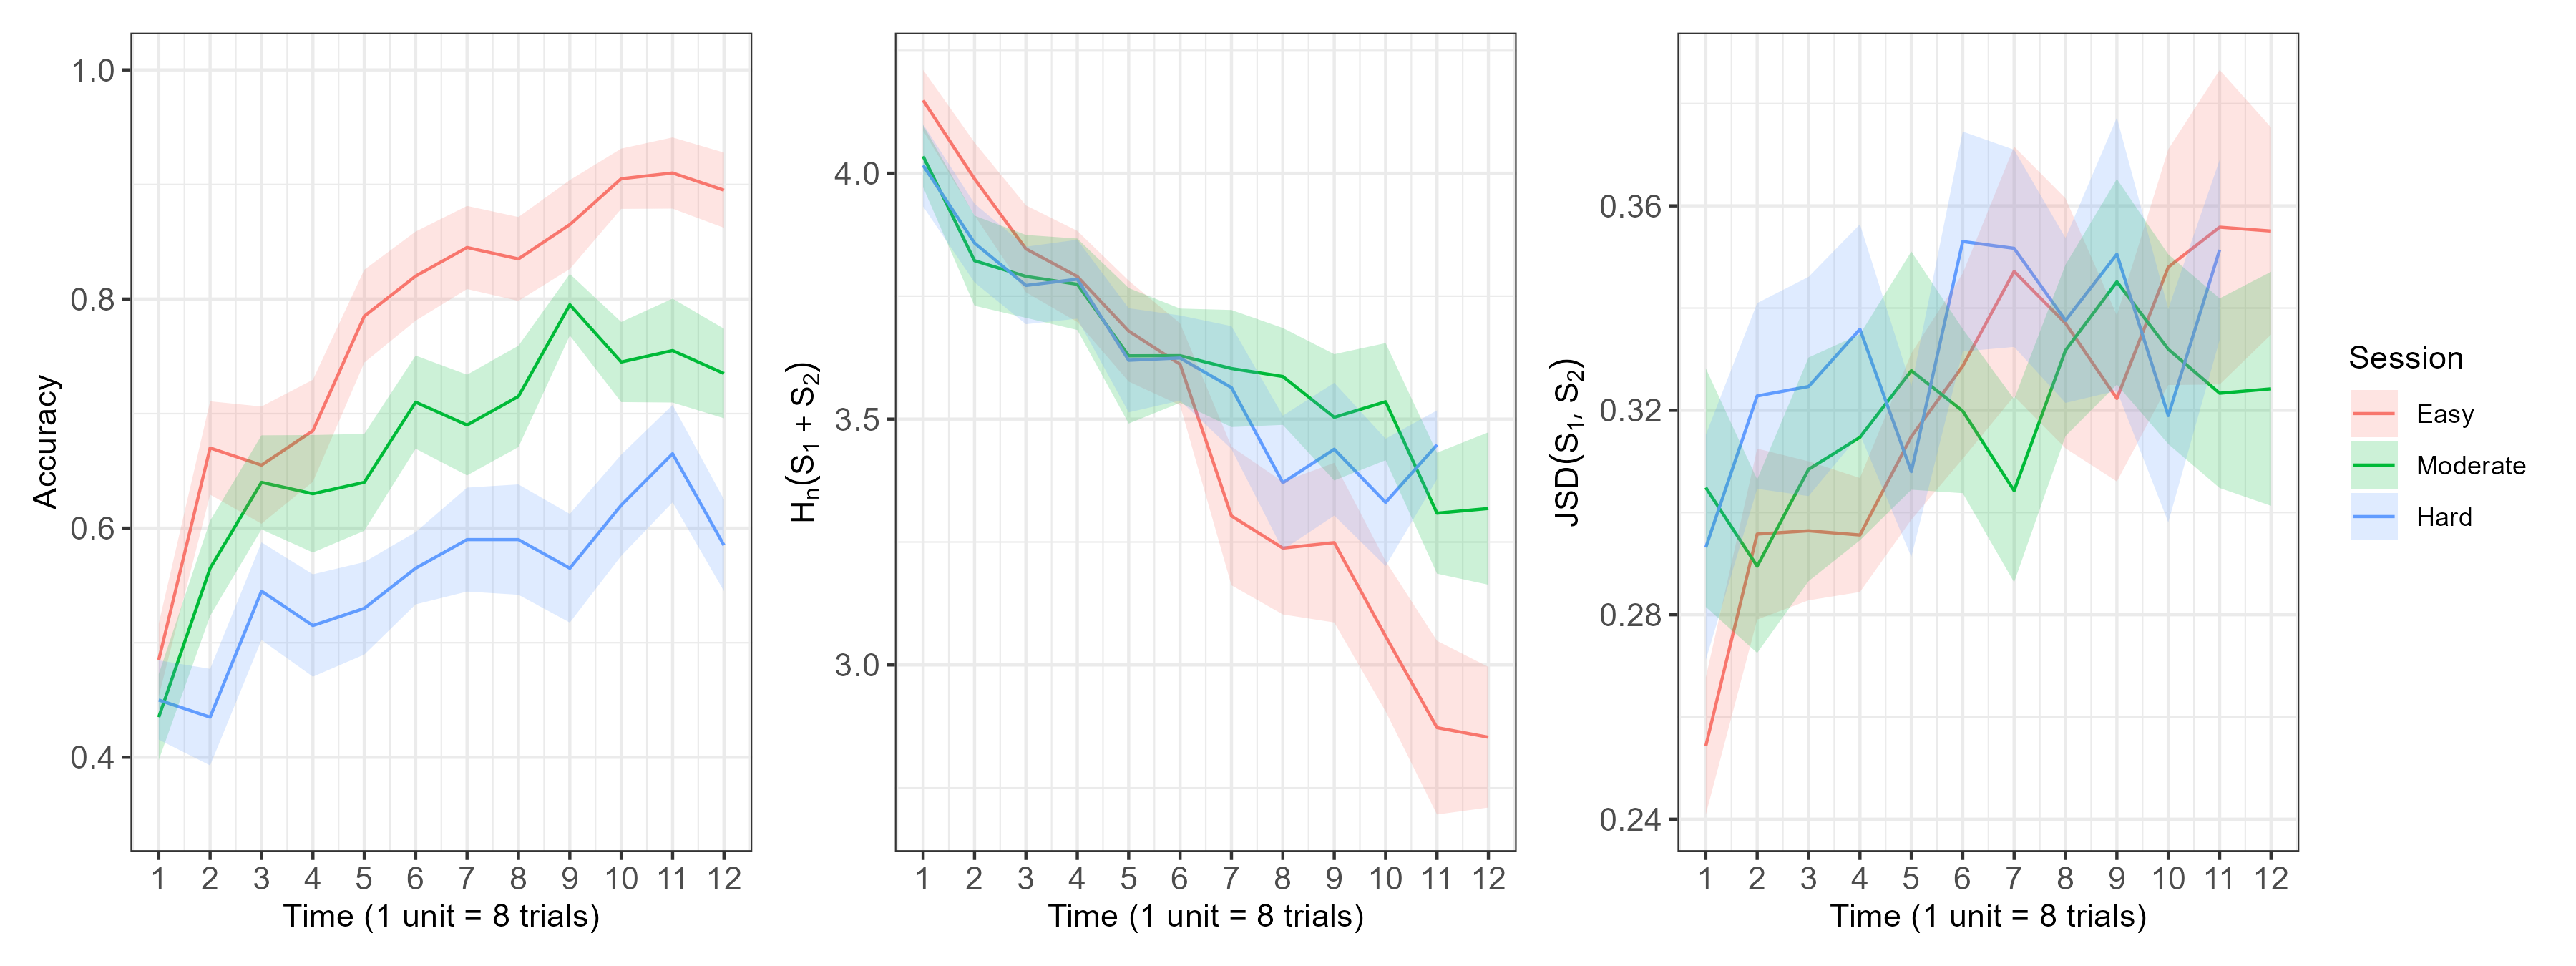 Accuracy
1.0
0.8
0.6
0.4
1 2 3 4 5 6 7 8 9 10 11 12
Time (1 unit = 8 trials)
Hn(S1 + S2)
4.0
3.5
3.0
1 2 3 4 5 6 7 8 9 10 11 12
Time (1 unit = 8 trials)
JSD(S1, S2)
0.36
0.32
0.28
0.24
1 2 3 4 5 6 7 8 9 10 11 12
Time (1 unit = 8 trials)
Session
Easy
Moderate
Hard